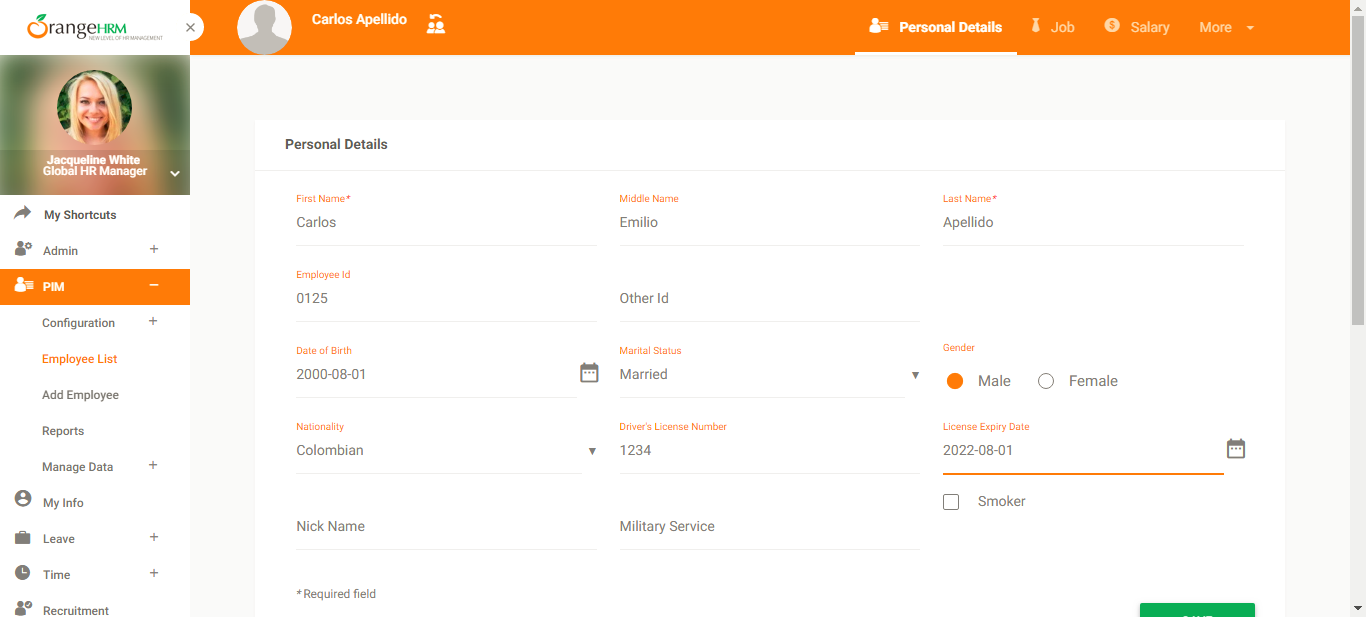 OrangeHRM
NEW LEVEL OF HR MANAGEMENT
Carlos Apellido
Personal Details
Job
Salary
More
Jacqueline White
Global HR Manager
My Shortcuts
Admin
PIM
Configuration
Employee List
Add Employee
Reports
Manage Data
My Info
Leave
Time
Recruitment
Personal Details
First Name*
Middle Name
Last Name*
Carlos
Emilio
Apellido
Employee Id
0125
Other Id
Date of Birth
Marital Status
Gender
2000-08-01
Married
Male
Female
Nationality
Driver's License Number
License Expiry Date
Colombian
1234
2022-08-01
Smoker
Nick Name
Military Service
* Required field